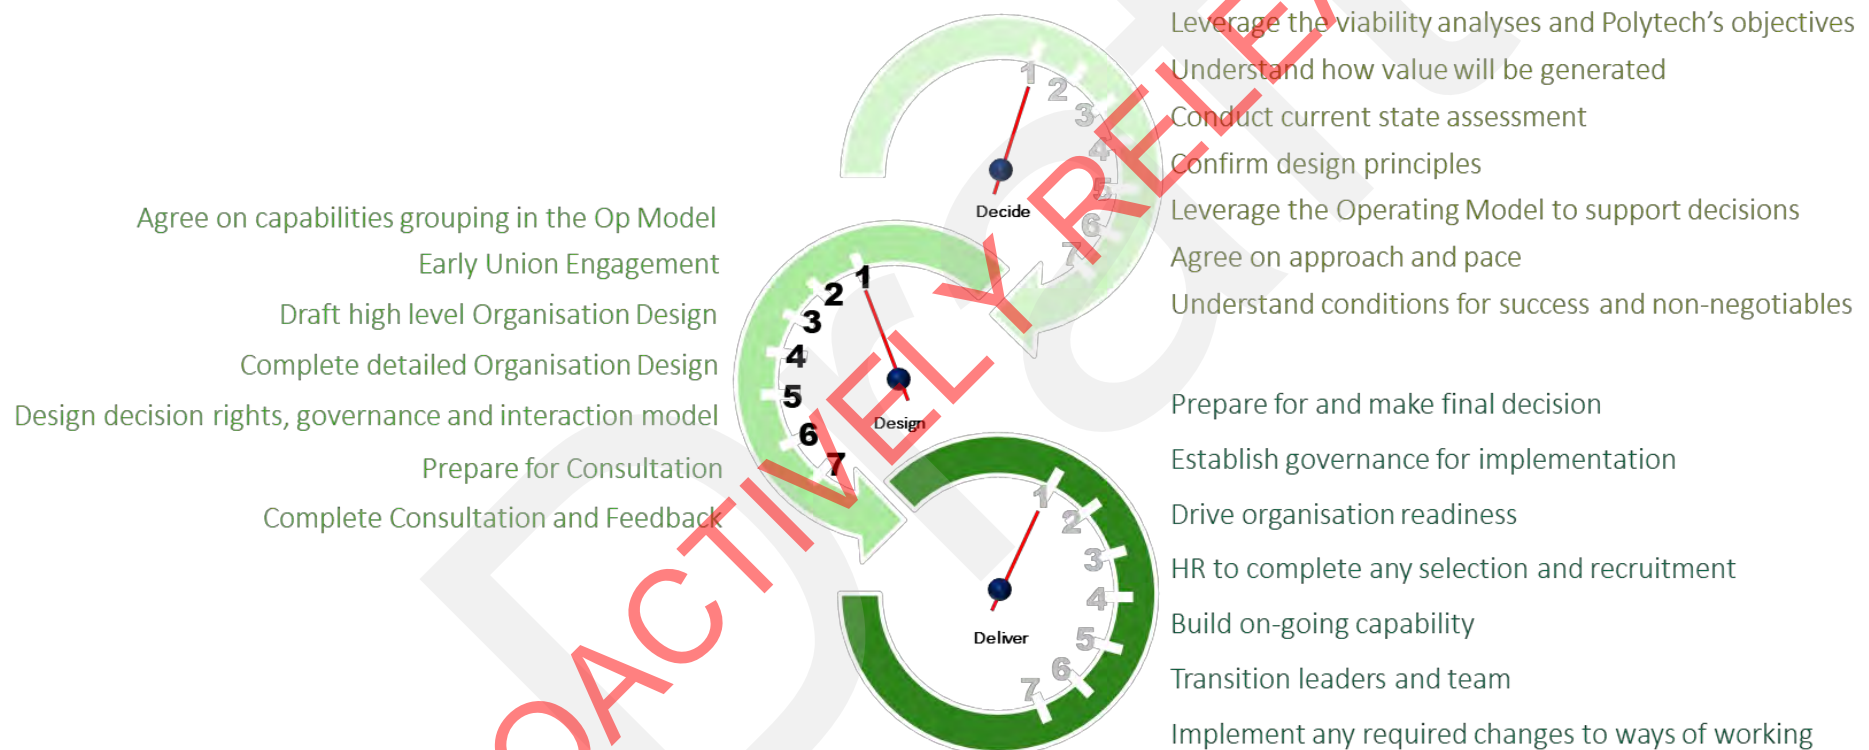 Leverage the viability analyses and Polytech's objectives
Understand how value will be generated
Conduct current state assessment
Confirm design principles
Leverage the Operating Model to support decisions
Agree on approach and pace
Understand conditions for success and non-negotiables
1
2
3
4
5
6
7
Decide
Agree on capabilities grouping in the Op Model
Early Union Engagement
Draft high level Organisation Design
Complete detailed Organisation Design
Design decision rights, governance and interaction model
Prepare for Consultation
Complete Consultation and Feedback
1
2
3
4
5
6
7
Design
Prepare for and make final decision
Establish governance for implementation
Drive organisation readiness
HR to complete any selection and recruitment
Build on-going capability
Transition leaders and team
Implement any required changes to ways of working
1
2
3
4
5
6
7
Deliver
Draft